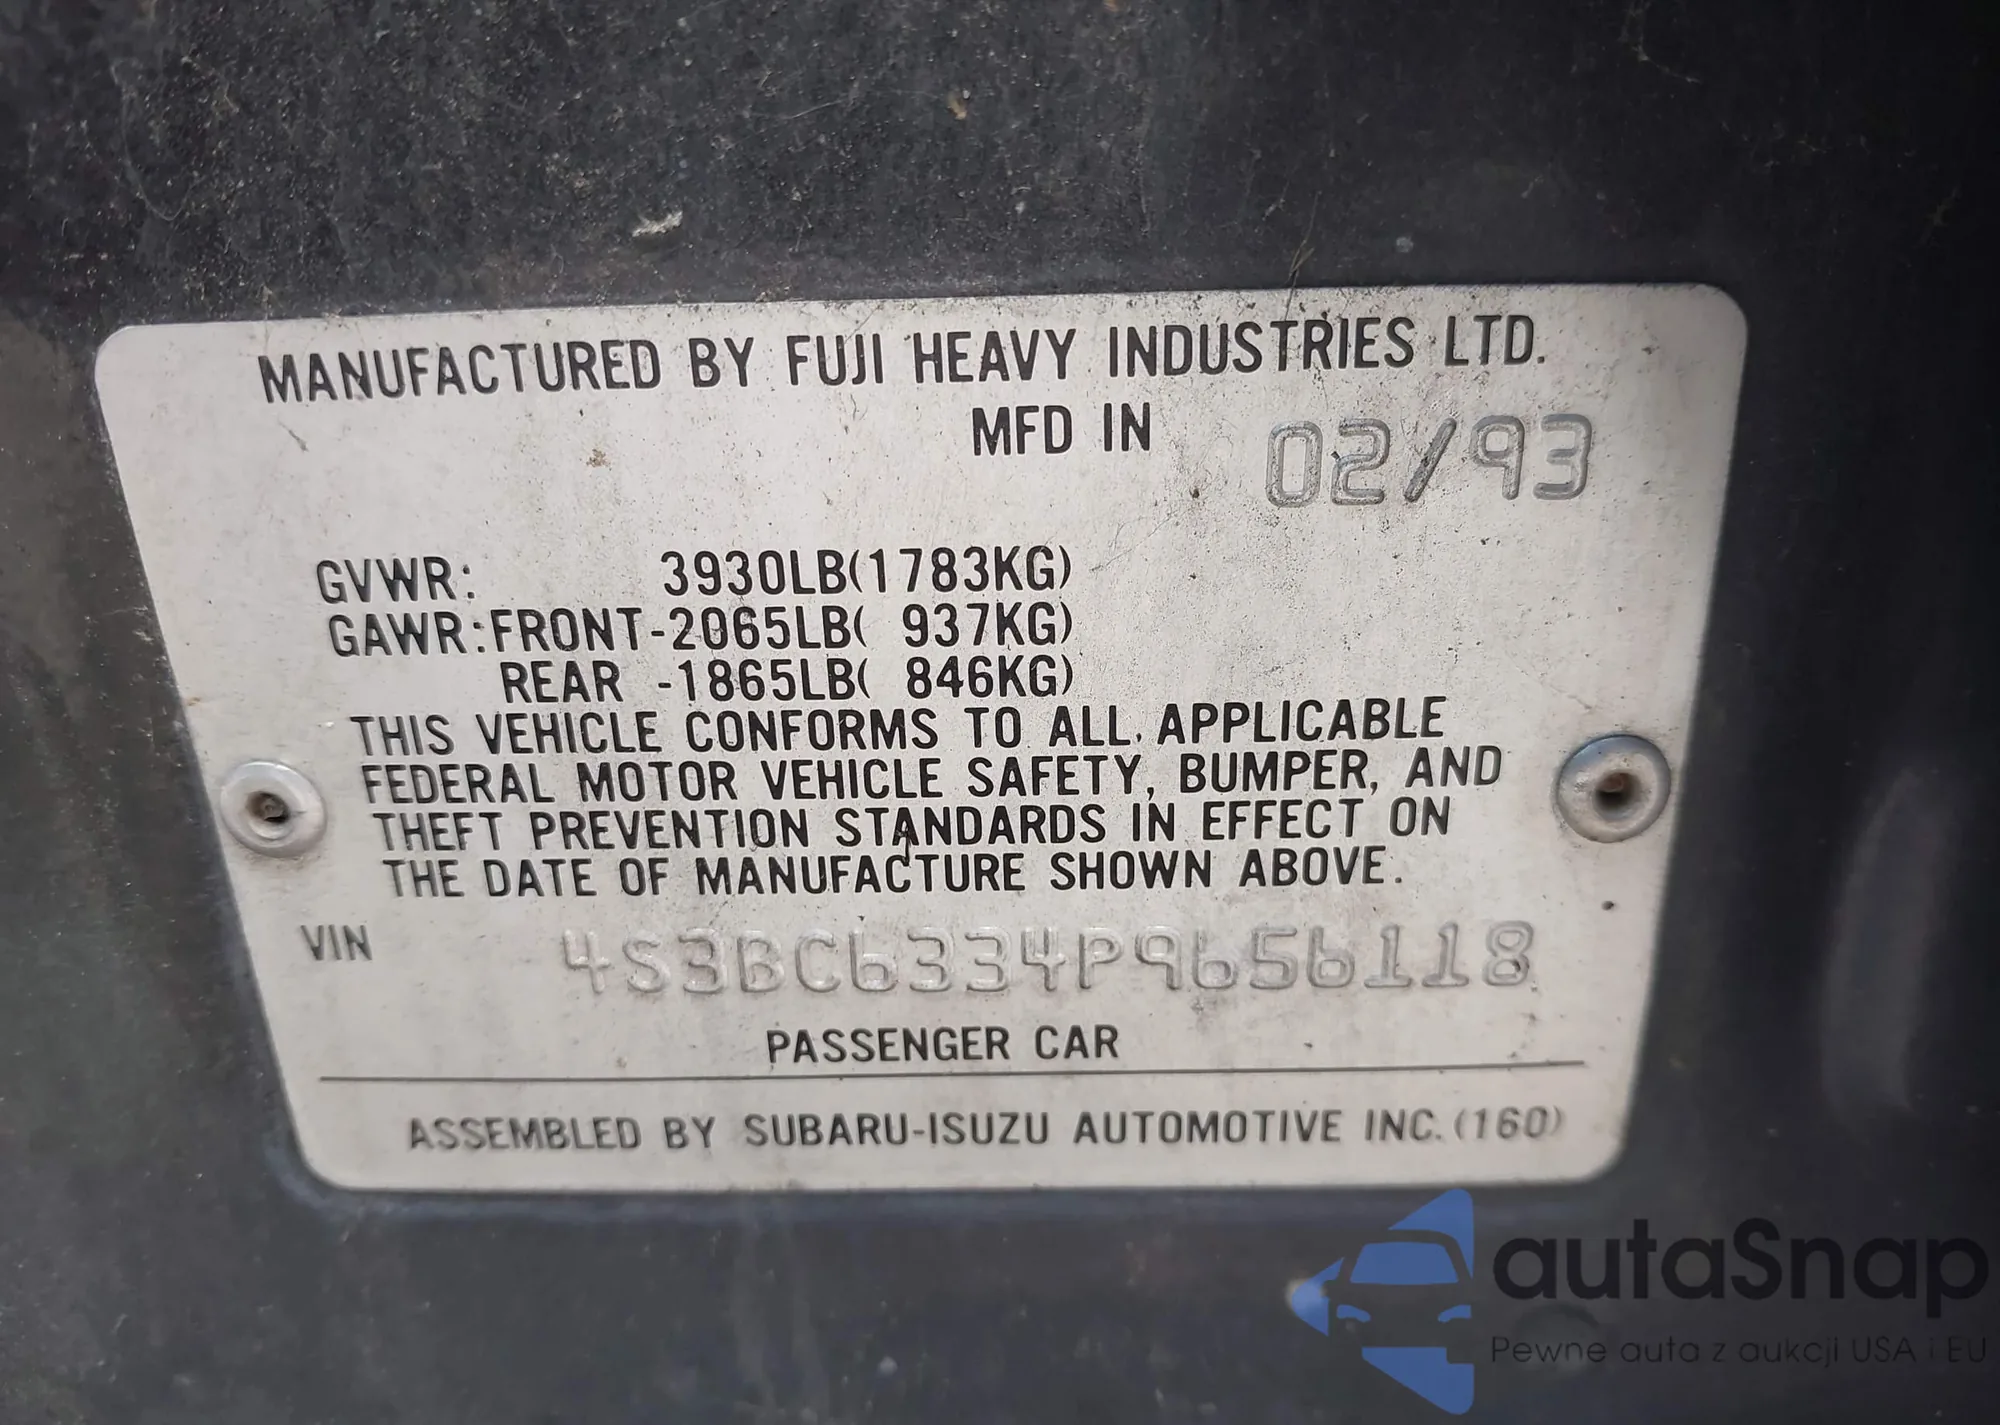 MANUFACTURED BY FUJI HEAVY INDUSTRIES LTD.
MFD IN 02/93
GVWR: 3930LB(1783KG)
GAWR:FRONT-2065LB( 937KG)
REAR -1865LB( 846KG)
THIS VEHICLE CONFORMS TO ALL APPLICABLE
FEDERAL MOTOR VEHICLE SAFETY, BUMPER, AND
THEFT PREVENTION STANDARDS IN EFFECT ON
THE DATE OF MANUFACTURE SHOWN ABOVE.
VIN 4S3BC6334P9656118
PASSENGER CAR
ASSEMBLED BY SUBARU-ISUZU AUTOMOTIVE INC.(160)
autaSnap
Pewne auta z aukcji USA i EU